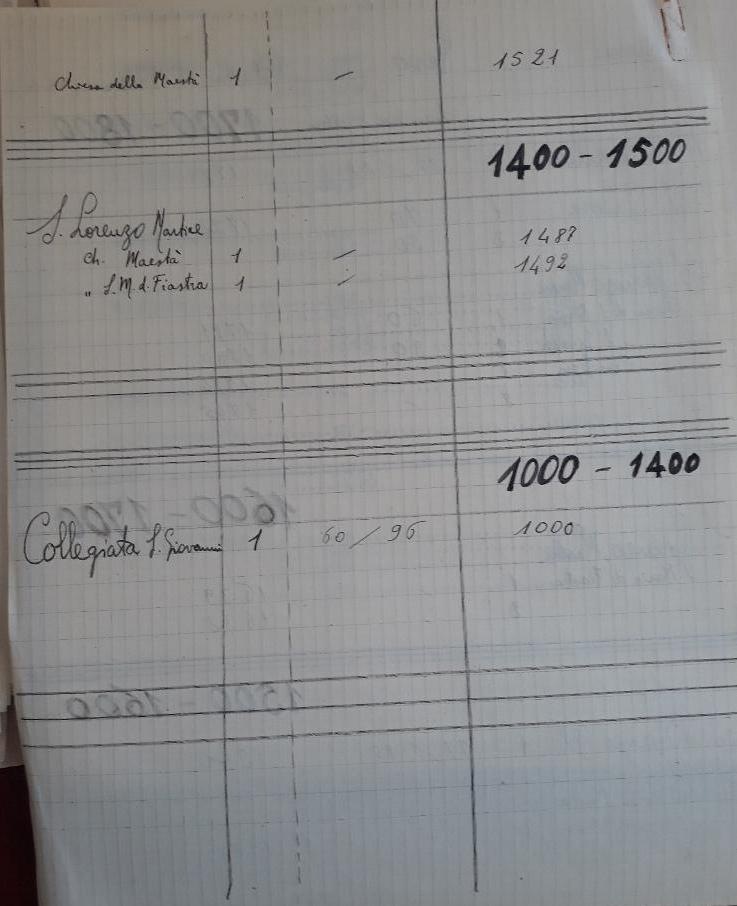 Chiesa della Maestà 1 — 1521
1400 - 1500
S. Lorenzo Martire
ch. Maestà 1 — 1487
" S.M.d. Fiastra 1 — 1492
1000 - 1400
Collegiata S. Giovanni 1 60 / 96 1000